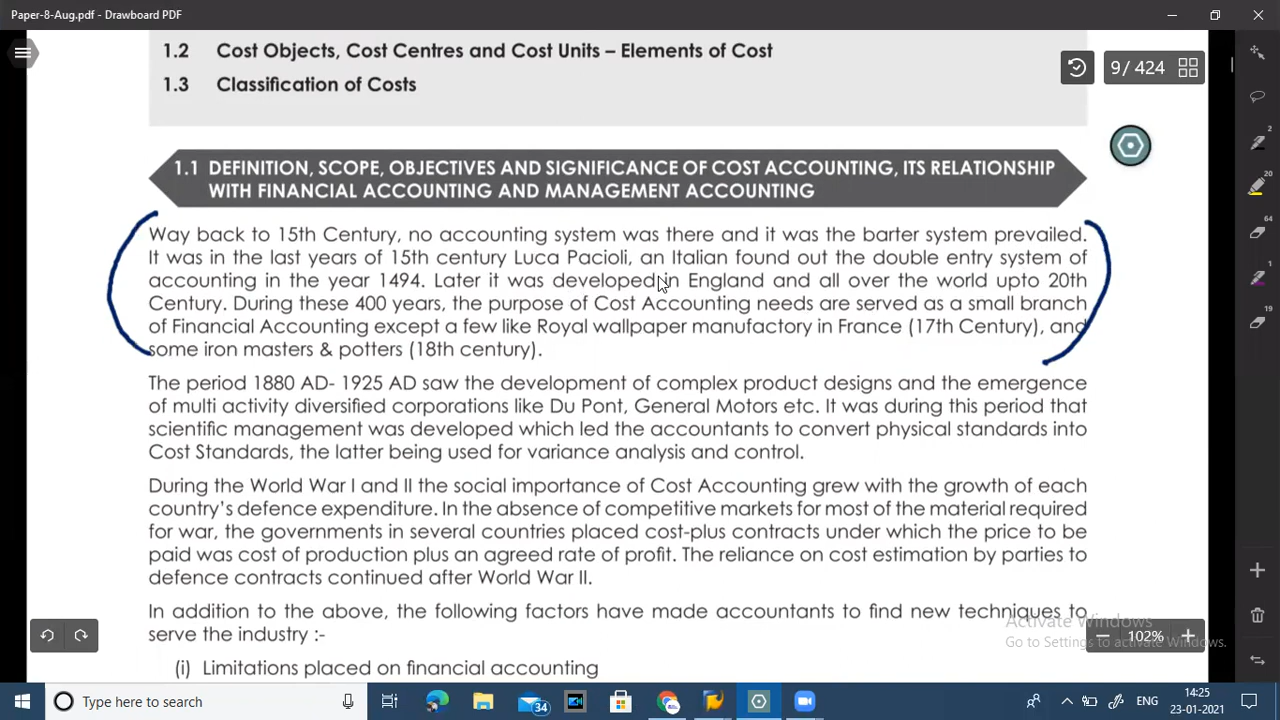 Paper-8-Aug.pdf - Drawboard PDF
1.2 Cost Objects, Cost Centres and Cost Units – Elements of Cost
1.3 Classification of Costs
9/ 424
1.1 DEFINITION, SCOPE, OBJECTIVES AND SIGNIFICANCE OF COST ACCOUNTING, ITS RELATIONSHIP
WITH FINANCIAL ACCOUNTING AND MANAGEMENT ACCOUNTING
Way back to 15th Century, no accounting system was there and it was the barter system prevailed.
It was in the last years of 15th century Luca Pacioli, an Italian found out the double entry system of
accounting in the year 1494. Later it was developed in England and all over the world upto 20th
Century. During these 400 years, the purpose of Cost Accounting needs are served as a small branch
of Financial Accounting except a few like Royal wallpaper manufactory in France (17th Century), and
some iron masters & potters (18th century).
The period 1880 AD- 1925 AD saw the development of complex product designs and the emergence
of multi activity diversified corporations like Du Pont, General Motors etc. It was during this period that
scientific management was developed which led the accountants to convert physical standards into
Cost Standards, the latter being used for variance analysis and control.
During the World War I and II the social importance of Cost Accounting grew with the growth of each
country's defence expenditure. In the absence of competitive markets for most of the material required
for war, the governments in several countries placed cost-plus contracts under which the price to be
paid was cost of production plus an agreed rate of profit. The reliance on cost estimation by parties to
defence contracts continued after World War II.
In addition to the above, the following factors have made accountants to find new techniques to
serve the industry :-
(i) Limitations placed on financial accounting
2
20
64
1
19
Activate Windows
Go to Settings to activate Windows.
102%
Type here to search
34
ENG
14:25
23-01-2021